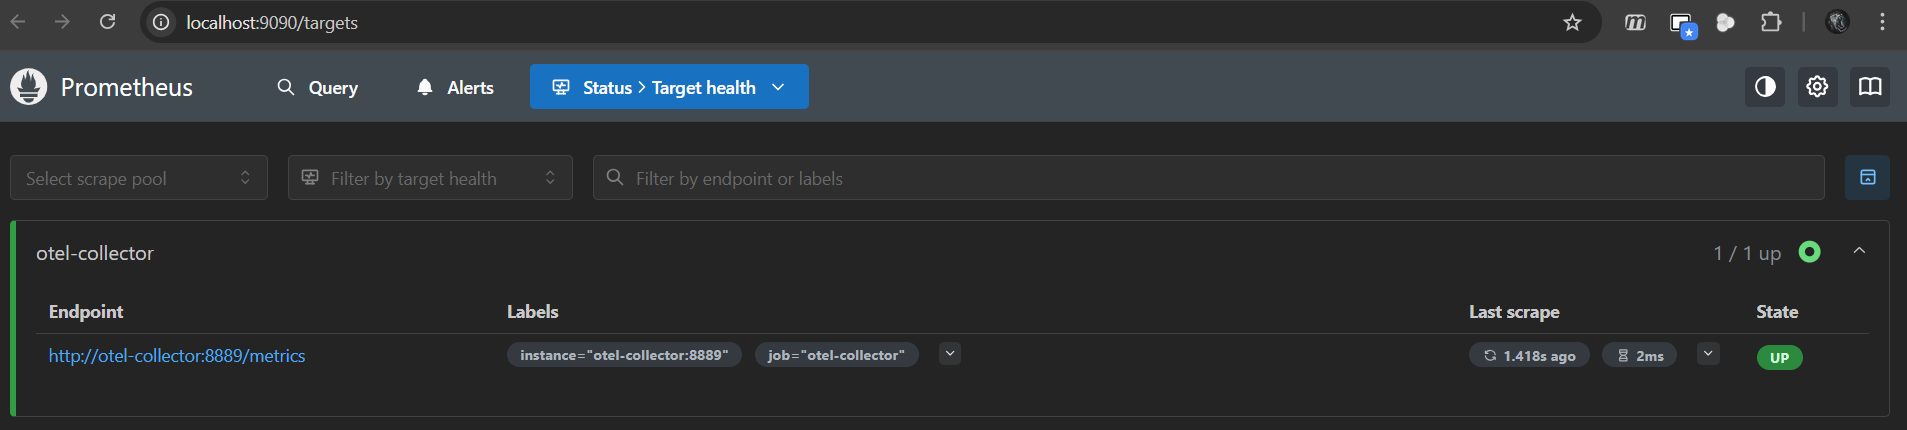 localhost:9090/targets
Prometheus Query Alerts Status > Target health
Select scrape pool Filter by target health Filter by endpoint or labels
otel-collector 1 / 1 up
Endpoint Labels Last scrape State
http://otel-collector:8889/metrics instance="otel-collector:8889" job="otel-collector" 1.418s ago 2ms UP